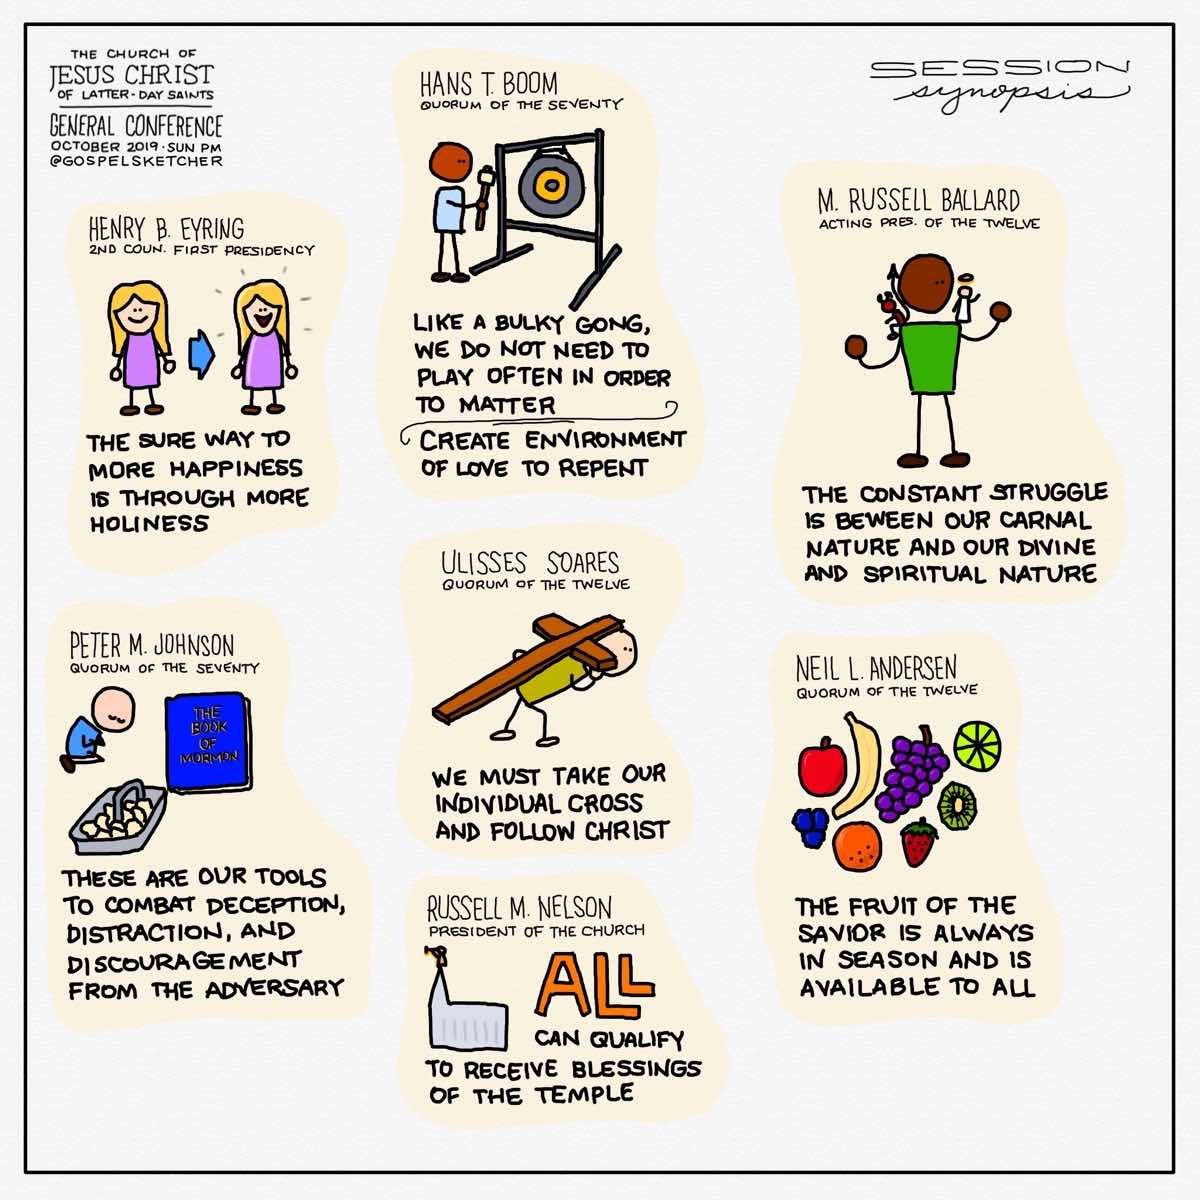 THE CHURCH OF
JESUS CHRIST
OF LATTER-DAY SAINTS
GENERAL CONFERENCE
OCTOBER 2019 · SUN PM
@GOSPELSKETCHER
SESSION
synopsis
HENRY B. EYRING
2ND COUN. FIRST PRESIDENCY
THE SURE WAY TO
MORE HAPPINESS
IS THROUGH MORE
HOLINESS
HANS T. BOOM
QUORUM OF THE SEVENTY
LIKE A BULKY GONG,
WE DO NOT NEED TO
PLAY OFTEN IN ORDER
TO MATTER
CREATE ENVIRONMENT
OF LOVE TO REPENT
M. RUSSELL BALLARD
ACTING PRES. OF THE TWELVE
THE CONSTANT STRUGGLE
IS BEWEEN OUR CARNAL
NATURE AND OUR DIVINE
AND SPIRITUAL NATURE
PETER M. JOHNSON
QUORUM OF THE SEVENTY
THE
BOOK
OF
MORMON
THESE ARE OUR TOOLS
TO COMBAT DECEPTION,
DISTRACTION, AND
DISCOURAGEMENT
FROM THE ADVERSARY
ULISSES SOARES
QUORUM OF THE TWELVE
WE MUST TAKE OUR
INDIVIDUAL CROSS
AND FOLLOW CHRIST
NEIL L. ANDERSEN
QUORUM OF THE TWELVE
THE FRUIT OF THE
SAVIOR IS ALWAYS
IN SEASON AND IS
AVAILABLE TO ALL
RUSSELL M. NELSON
PRESIDENT OF THE CHURCH
ALL
CAN QUALIFY
TO RECEIVE BLESSINGS
OF THE TEMPLE